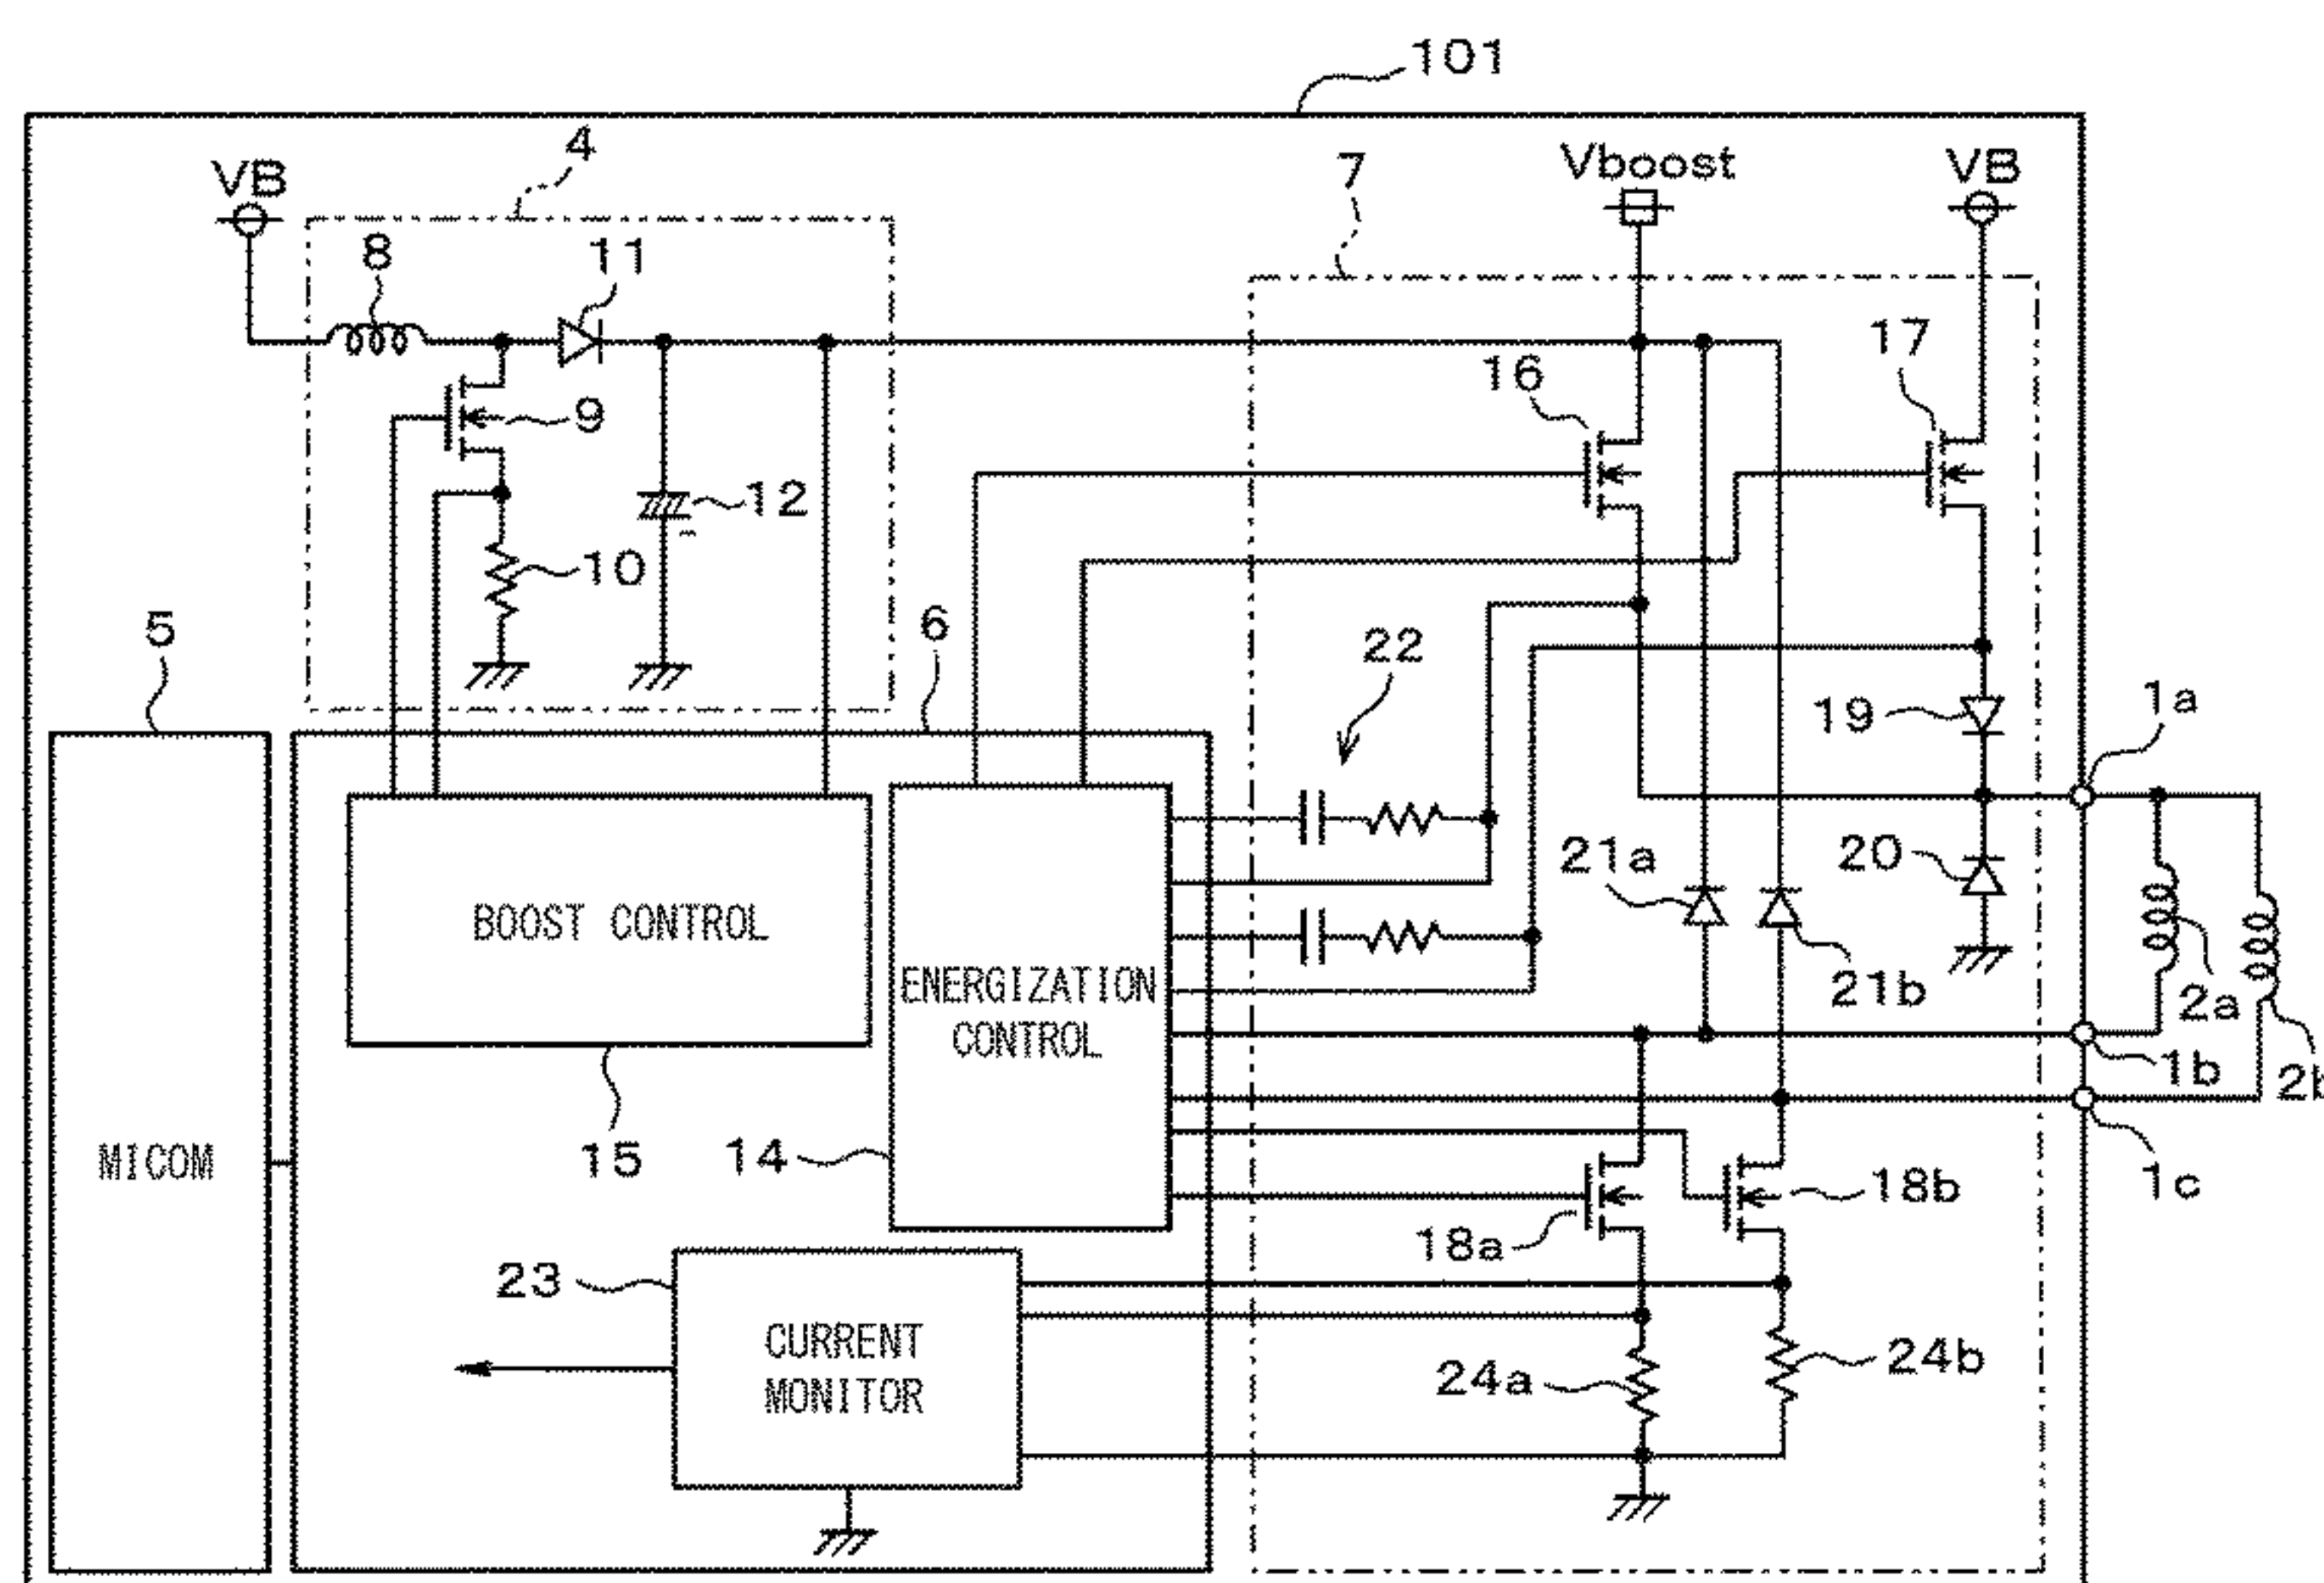 101
4
7
Vboost
VB
VB
8
11
17
16
9
12
10
5
6
22
19
1a
21a
20
BOOST CONTROL
ENERGIZATION
CONTROL
21b
2a
1b
2b
MICOM
15
14
18b
1c
18a
23
CURRENT
MONITOR
24a
24b